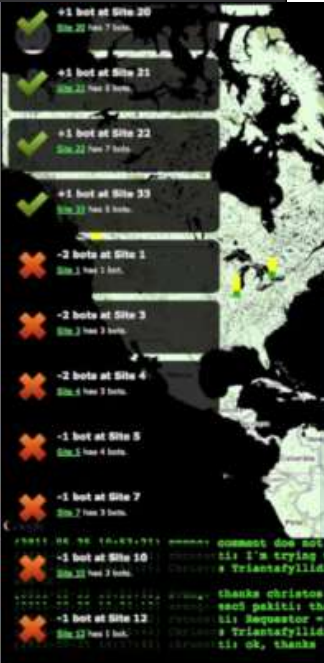 +1 bot at Site 20
Site 20 has 7 bots.
+1 bot at Site 21
Site 21 has 5 bots.
+1 bot at Site 22
Site 22 has 7 bots.
+1 bot at Site 33
Site 33 has 5 bots.
-2 bots at Site 1
Site 1 has 1 bot.
-2 bots at Site 3
Site 3 has 3 bots.
-2 bots at Site 4
Site 4 has 3 bots.
-1 bot at Site 5
Site 5 has 4 bots.
-1 bot at Site 7
Site 7 has 3 bots.
comment doe not
-1 bot at Site 10
ti: I'm trying
Site 10 has 3 bots.
s Triantafyllid
thanks christos
sec5 pakiti: tha
-1 bot at Site 12
ti: Requestor =
Site 12 has 1 bot.
s Triantafyllid
ti: ok, thanks